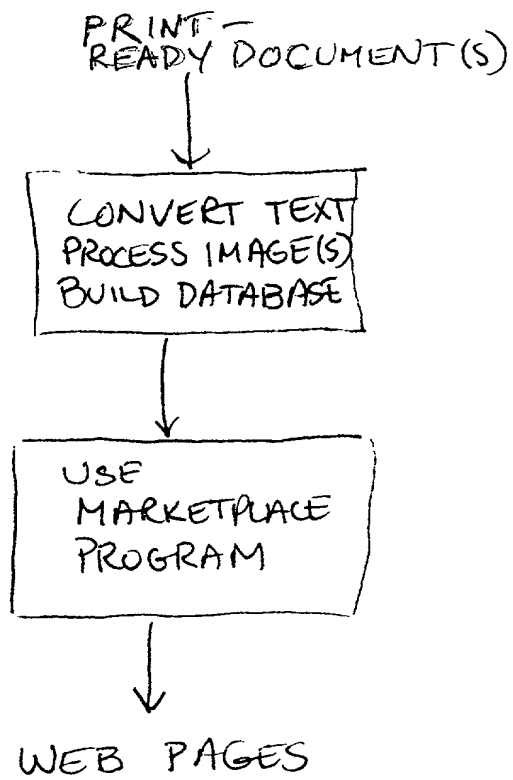 PRINT-
READY DOCUMENT(S)
CONVERT TEXT
PROCESS IMAGE(S)
BUILD DATABASE
USE
MARKETPLACE
PROGRAM
WEB PAGES